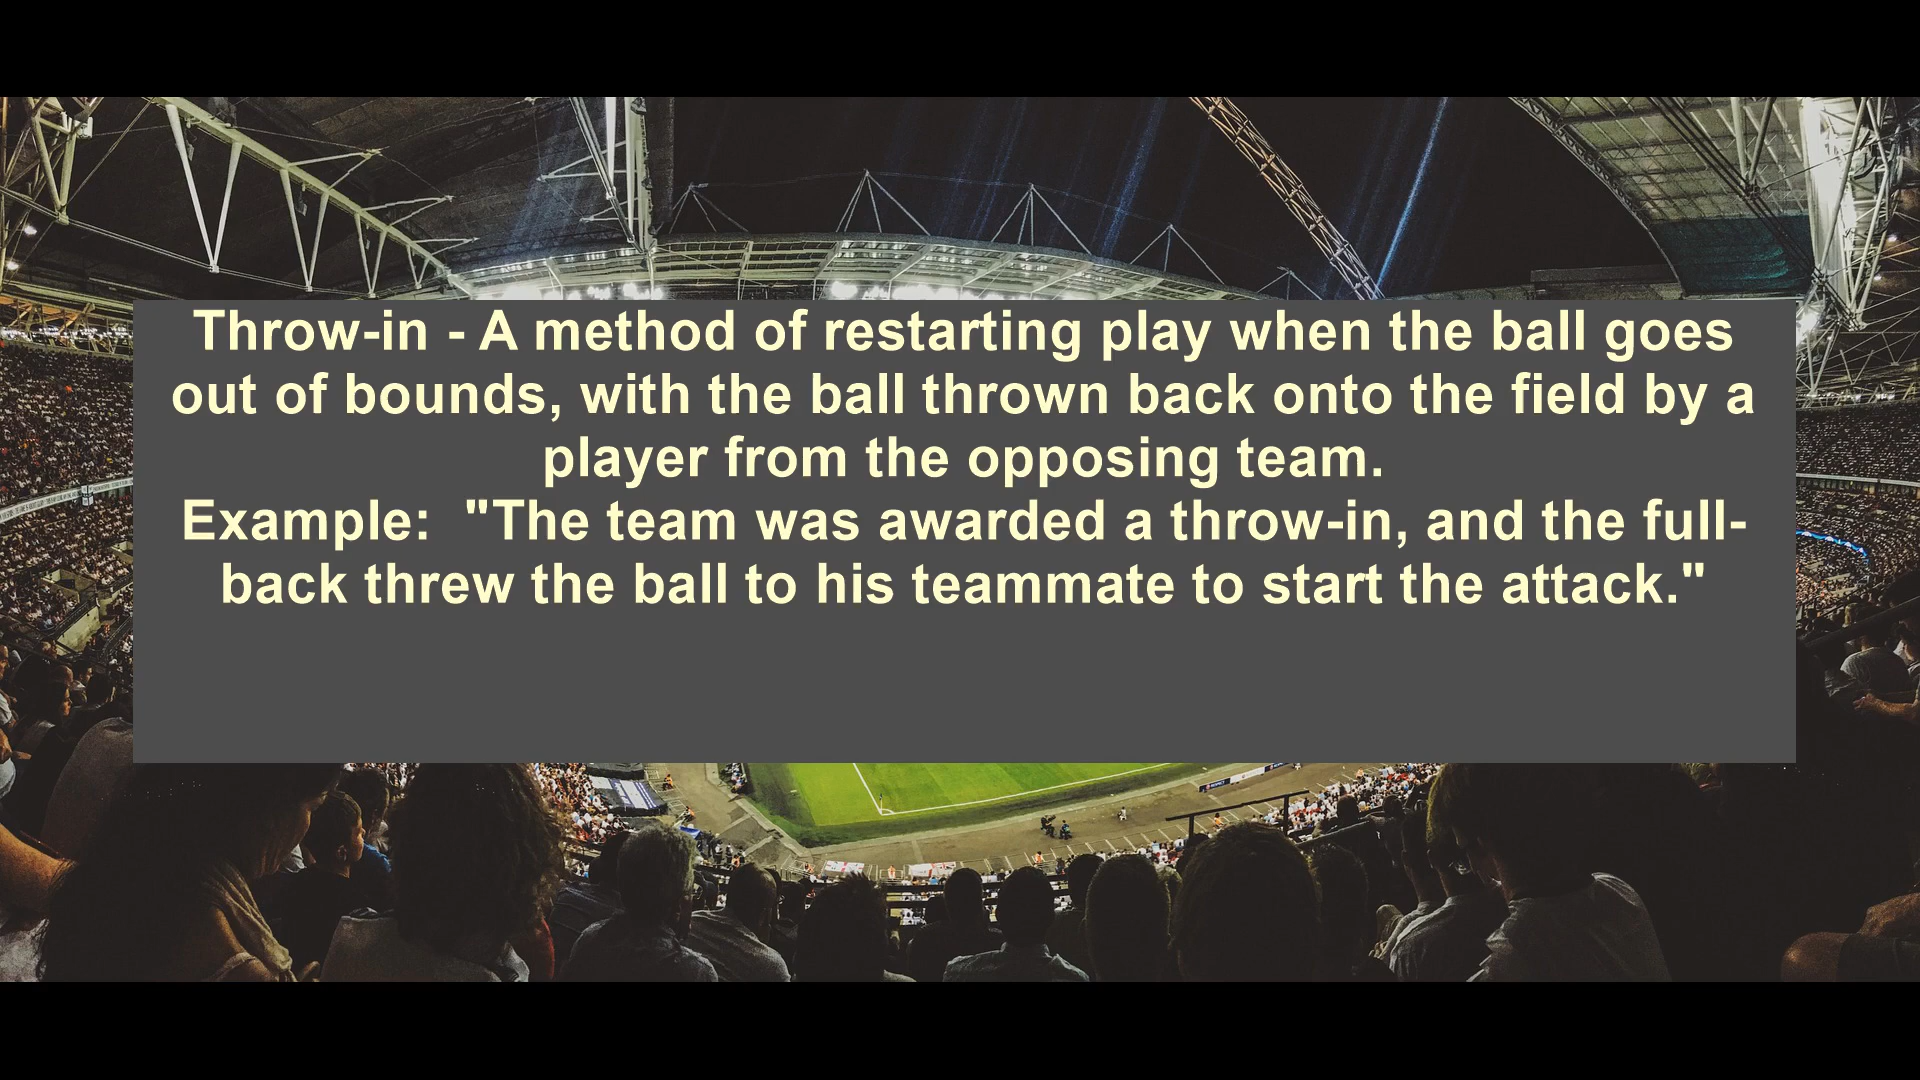 Throw-in - A method of restarting play when the ball goes
out of bounds, with the ball thrown back onto the field by a
player from the opposing team.
Example:  "The team was awarded a throw-in, and the full-
back threw the ball to his teammate to start the attack."